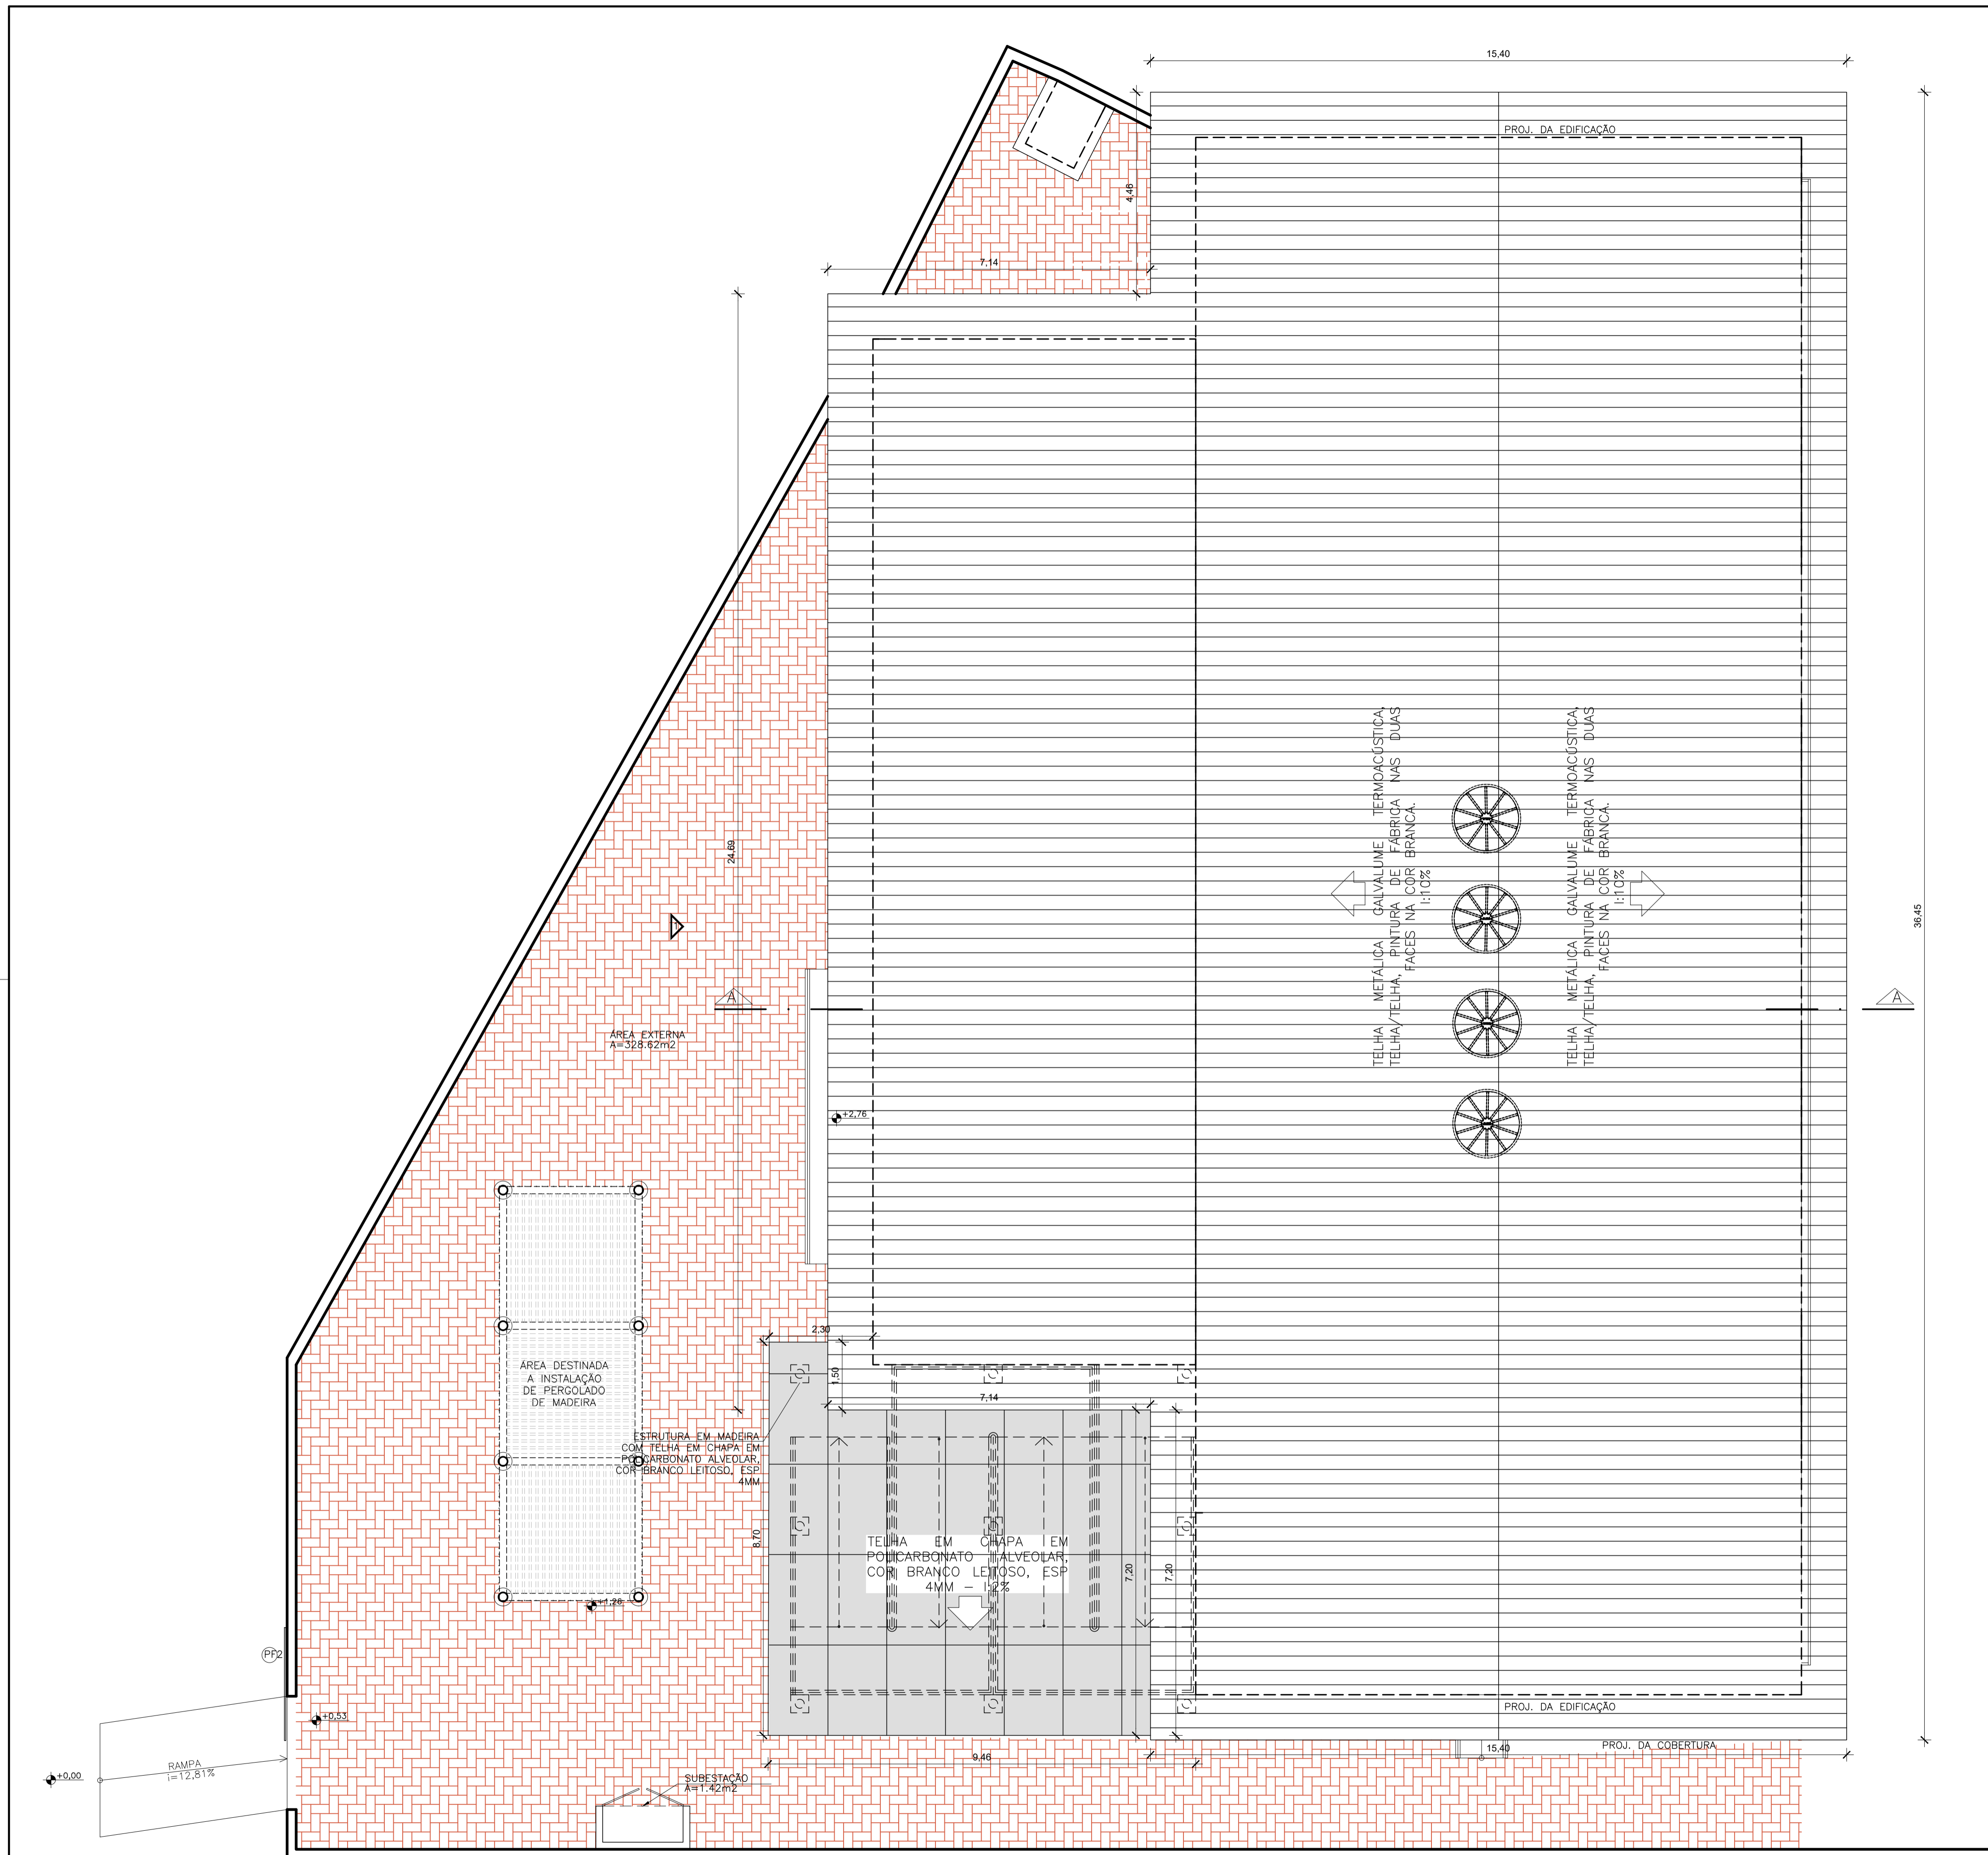 15,40
PROJ. DA EDIFICAÇÃO
4,46
7,14
24,69
36,45
TELHA METÁLICA GALVALUME TERMOACÚSTICA,
TELHA/TELHA, PINTURA DE FÁBRICA NAS DUAS
FACES NA COR BRANCA.
I:10%
TELHA METÁLICA GALVALUME TERMOACÚSTICA,
TELHA/TELHA, PINTURA DE FÁBRICA NAS DUAS
FACES NA COR BRANCA.
I:10%
1
A
A
ÁREA EXTERNA
A=328.62m2
+2,76
2,30
1,50
7,14
ÁREA DESTINADA
A INSTALAÇÃO
DE PERGOLADO
DE MADEIRA
ESTRUTURA EM MADEIRA
COM TELHA EM CHAPA EM
POLICARBONATO ALVEOLAR,
COR BRANCO LEITOSO, ESP
4MM
8,70
TELHA EM CHAPA EM
POLICARBONATO ALVEOLAR,
COR BRANCO LEITOSO, ESP
4MM – I:2%
7,20
7,20
+1,26
PF2
+0,53
PROJ. DA EDIFICAÇÃO
15,40
PROJ. DA COBERTURA
9,46
RAMPA
i=12,81%
+0,00
SUBESTAÇÃO
A=1.42m2